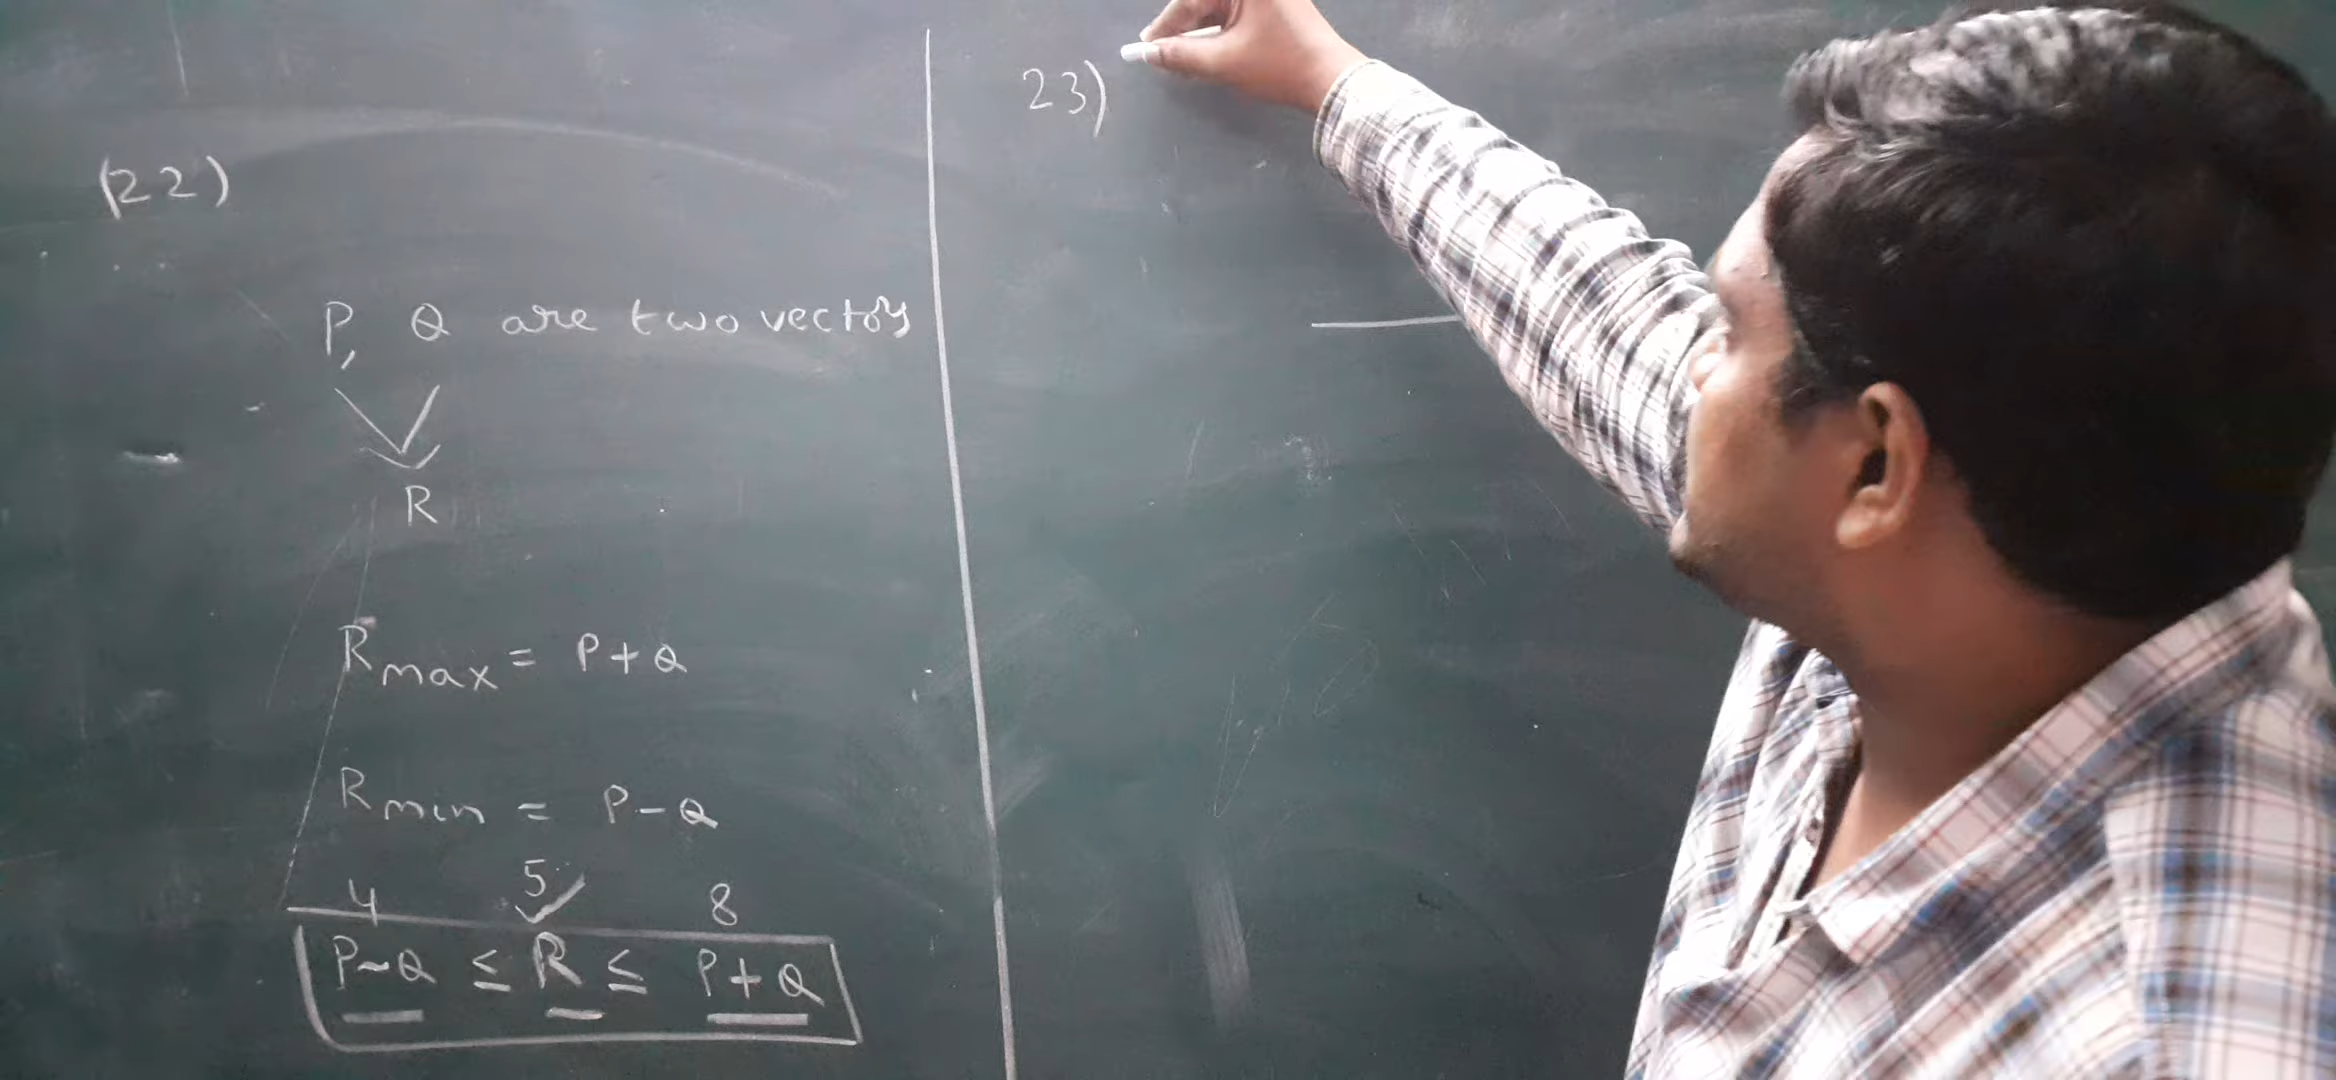 (22)
P, Q are two vectors
R
Rmax = P+Q
Rmin = P-Q
4 5 8
P~Q ≤ R ≤ P+Q
23)